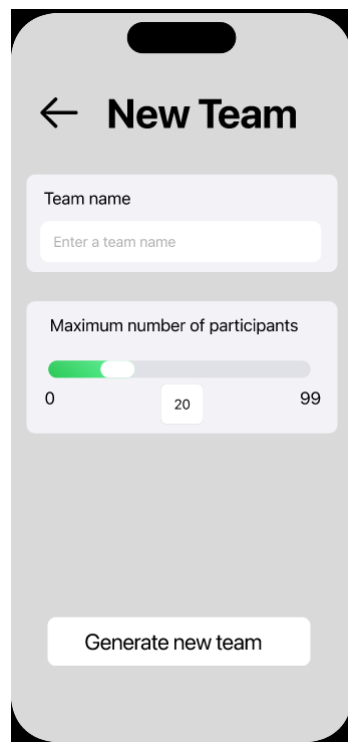 New Team
Team name
Enter a team name
Maximum number of participants
0 20 99
Generate new team